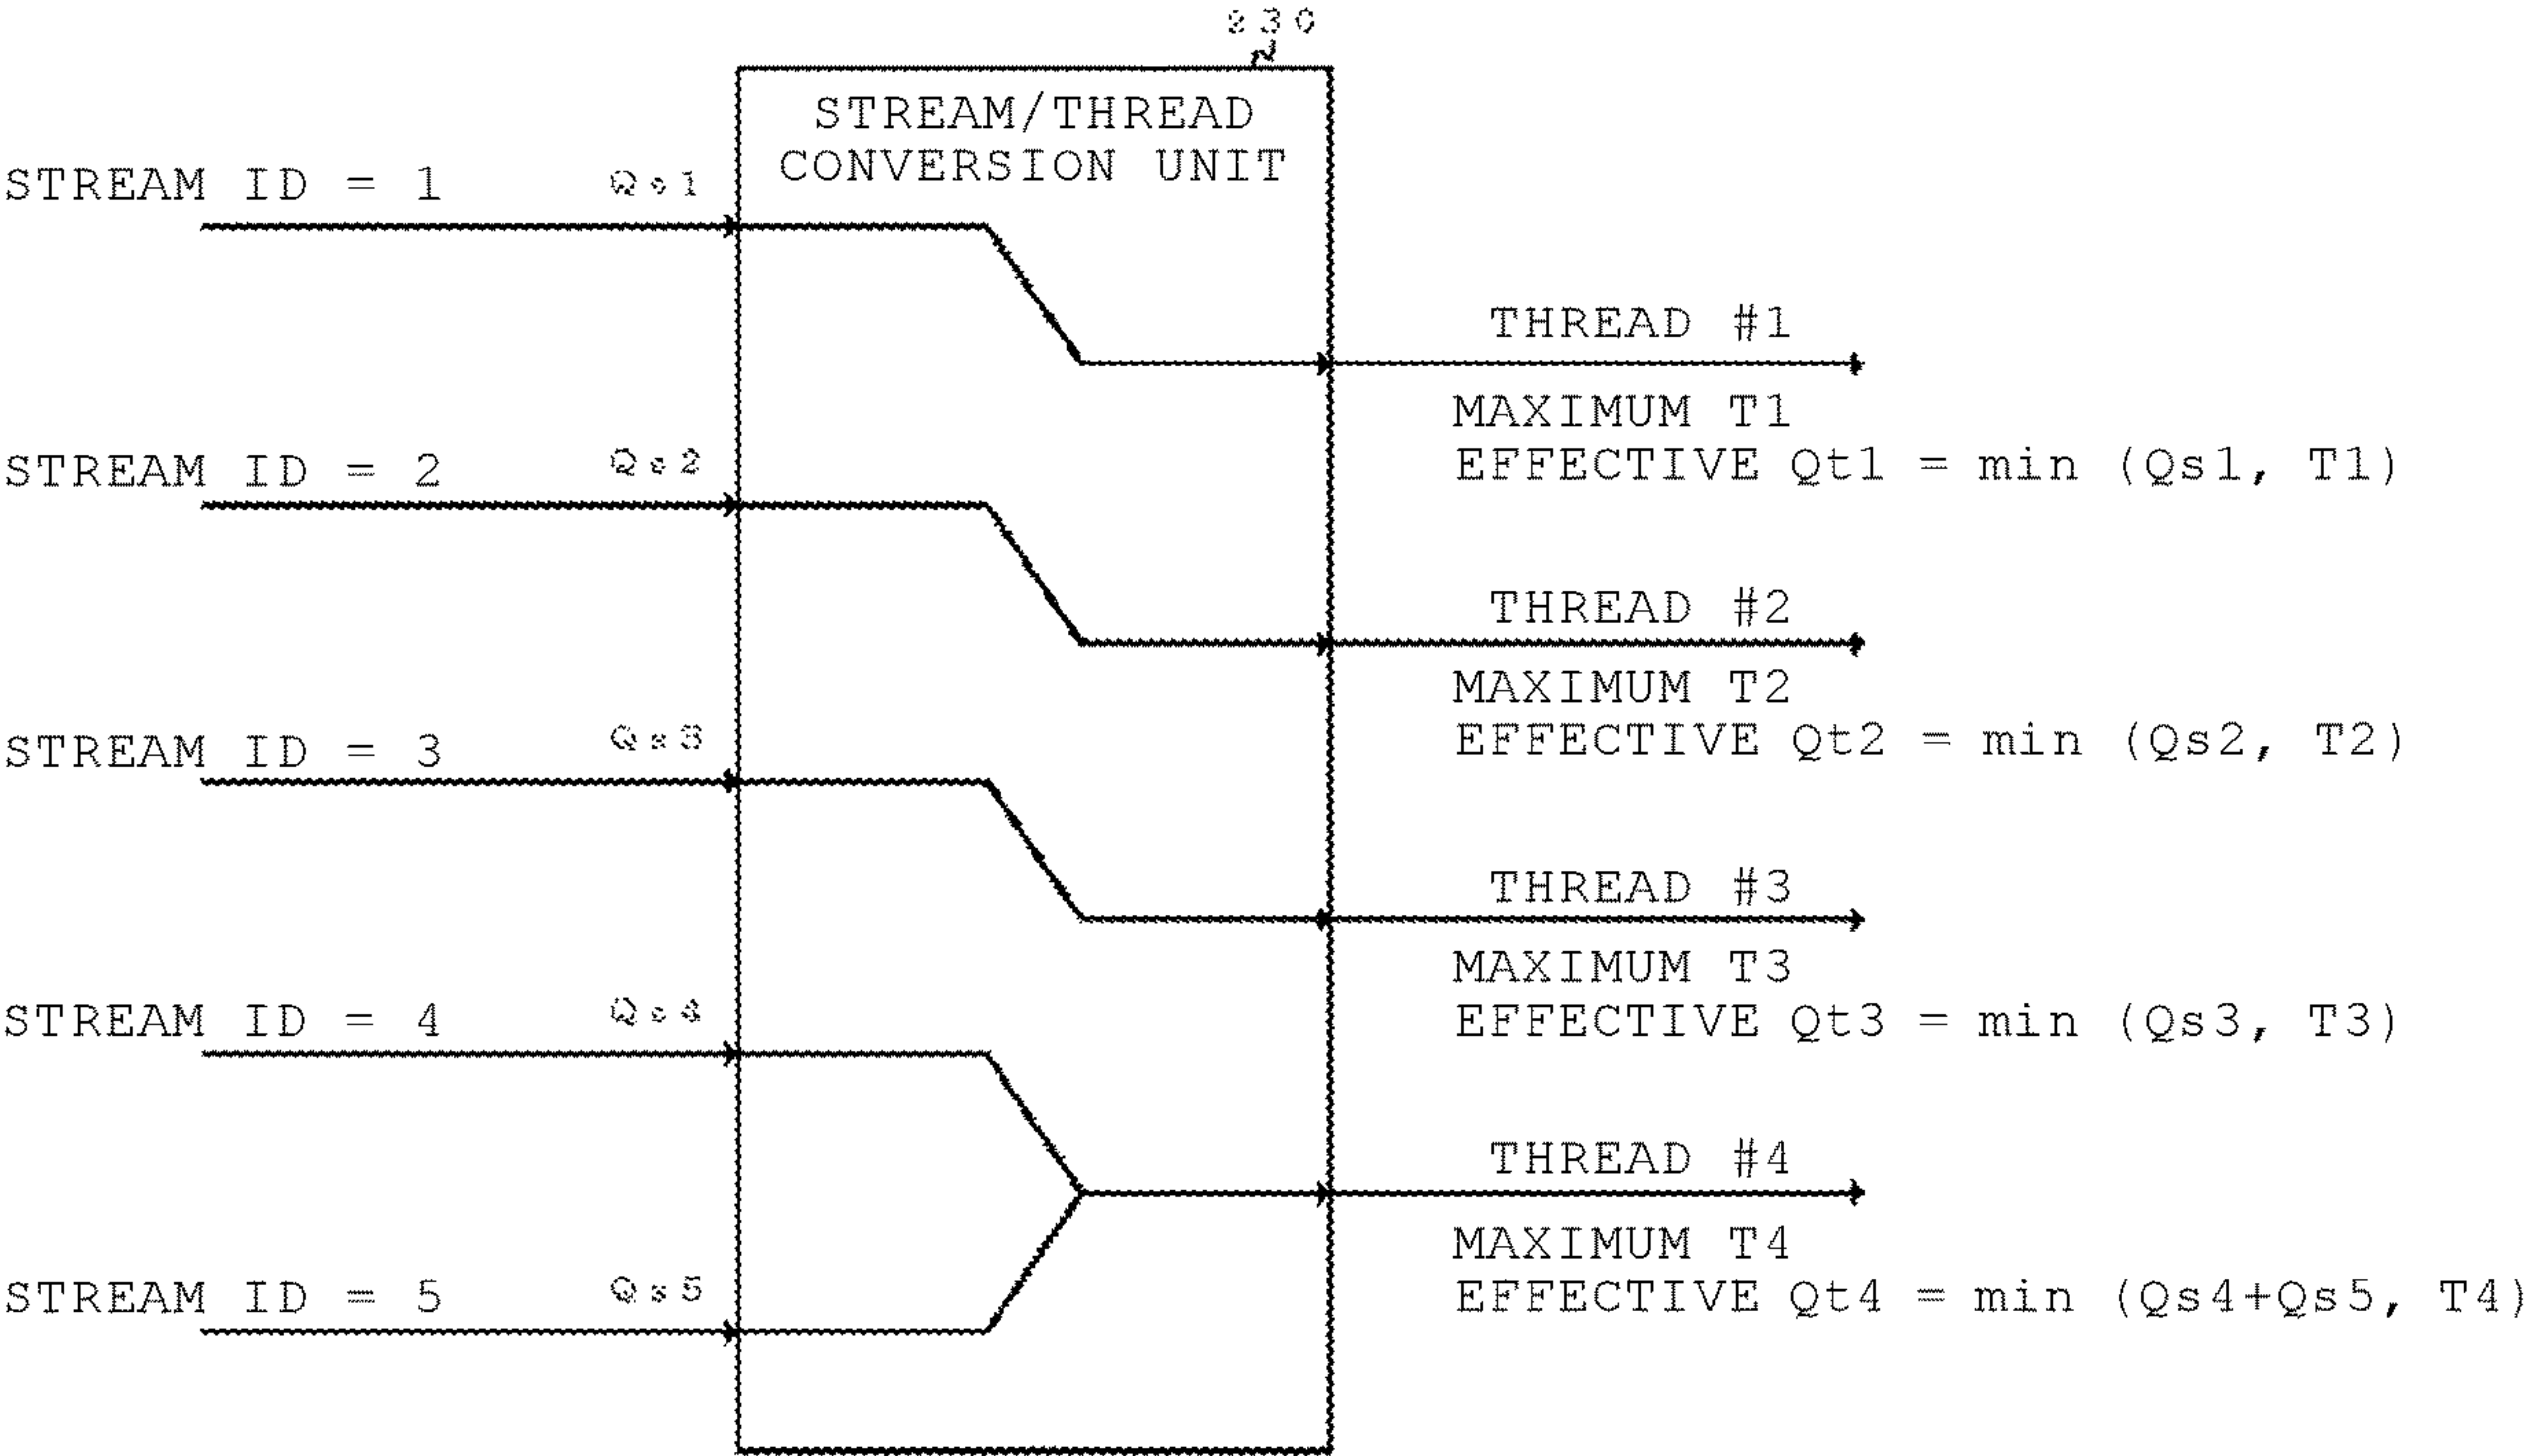 STREAM/THREAD
CONVERSION UNIT
STREAM ID = 1
Qs1
THREAD #1
MAXIMUM T1
EFFECTIVE Qt1 = min (Qs1, T1)
STREAM ID = 2
Qs2
THREAD #2
MAXIMUM T2
EFFECTIVE Qt2 = min (Qs2, T2)
STREAM ID = 3
Qs3
THREAD #3
MAXIMUM T3
EFFECTIVE Qt3 = min (Qs3, T3)
STREAM ID = 4
Qs4
THREAD #4
MAXIMUM T4
EFFECTIVE Qt4 = min (Qs4+Qs5, T4)
STREAM ID = 5
Qs5